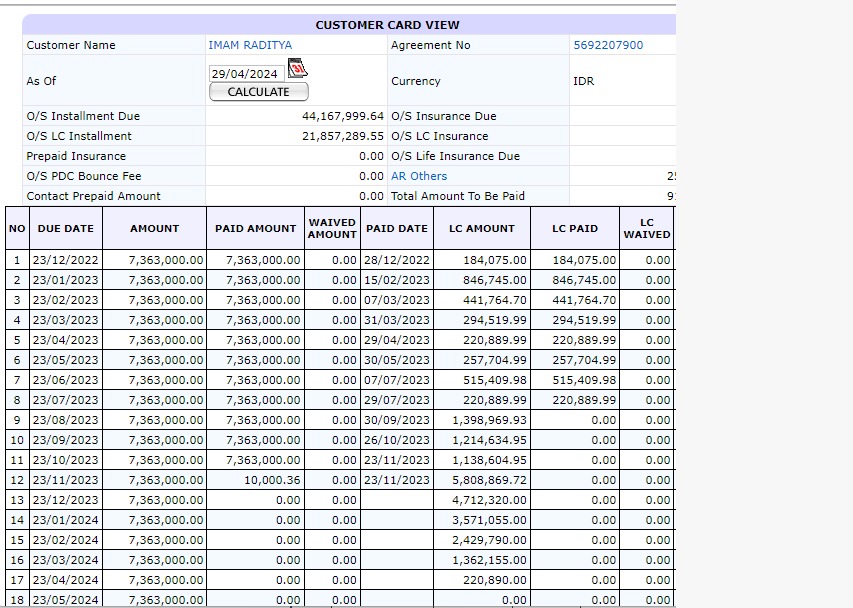 CUSTOMER CARD VIEW
Customer Name IMAM RADITYA Agreement No 5692207900
As Of 29/04/2024 CALCULATE Currency IDR
O/S Installment Due 44,167,999.64 O/S Insurance Due
O/S LC Installment 21,857,289.55 O/S LC Insurance
Prepaid Insurance 0.00 O/S Life Insurance Due
O/S PDC Bounce Fee 0.00 AR Others
Contact Prepaid Amount 0.00 Total Amount To Be Paid
NO DUE DATE AMOUNT PAID AMOUNT WAIVED AMOUNT PAID DATE LC AMOUNT LC PAID LC WAIVED
1 23/12/2022 7,363,000.00 7,363,000.00 0.00 28/12/2022 184,075.00 184,075.00 0.00
2 23/01/2023 7,363,000.00 7,363,000.00 0.00 15/02/2023 846,745.00 846,745.00 0.00
3 23/02/2023 7,363,000.00 7,363,000.00 0.00 07/03/2023 441,764.70 441,764.70 0.00
4 23/03/2023 7,363,000.00 7,363,000.00 0.00 31/03/2023 294,519.99 294,519.99 0.00
5 23/04/2023 7,363,000.00 7,363,000.00 0.00 29/04/2023 220,889.99 220,889.99 0.00
6 23/05/2023 7,363,000.00 7,363,000.00 0.00 30/05/2023 257,704.99 257,704.99 0.00
7 23/06/2023 7,363,000.00 7,363,000.00 0.00 07/07/2023 515,409.98 515,409.98 0.00
8 23/07/2023 7,363,000.00 7,363,000.00 0.00 29/07/2023 220,889.99 220,889.99 0.00
9 23/08/2023 7,363,000.00 7,363,000.00 0.00 30/09/2023 1,398,969.93 0.00 0.00
10 23/09/2023 7,363,000.00 7,363,000.00 0.00 26/10/2023 1,214,634.95 0.00 0.00
11 23/10/2023 7,363,000.00 7,363,000.00 0.00 23/11/2023 1,138,604.95 0.00 0.00
12 23/11/2023 7,363,000.00 10,000.36 0.00 23/11/2023 5,808,869.72 0.00 0.00
13 23/12/2023 7,363,000.00 0.00 0.00 4,712,320.00 0.00 0.00
14 23/01/2024 7,363,000.00 0.00 0.00 3,571,055.00 0.00 0.00
15 23/02/2024 7,363,000.00 0.00 0.00 2,429,790.00 0.00 0.00
16 23/03/2024 7,363,000.00 0.00 0.00 1,362,155.00 0.00 0.00
17 23/04/2024 7,363,000.00 0.00 0.00 220,890.00 0.00 0.00
18 23/05/2024 7,363,000.00 0.00 0.00 0.00 0.00 0.00